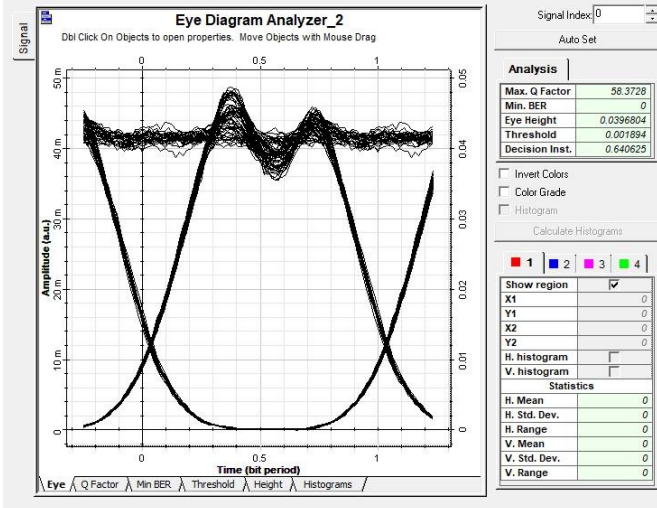 Signal
Eye Diagram Analyzer_2
Dbl Click On Objects to open properties. Move Objects with Mouse Drag
0 0.5 1
50 m
40 m
30 m
20 m
10 m
0
Amplitude (a.u.)
0.05
0.04
0.03
0.02
0.01
0
0 0.5 1
Time (bit period)
Eye Q Factor Min BER Threshold Height Histograms
Signal Index: 0
Auto Set
Analysis
Max. Q Factor 58.3728
Min. BER 0
Eye Height 0.0396804
Threshold 0.001894
Decision Inst. 0.640625
Invert Colors
Color Grade
Histogram
Calculate Histograms
1 2 3 4
Show region
X1 0
Y1 0
X2 0
Y2 0
H. histogram
V. histogram
Statistics
H. Mean 0
H. Std. Dev. 0
H. Range 0
V. Mean 0
V. Std. Dev. 0
V. Range 0